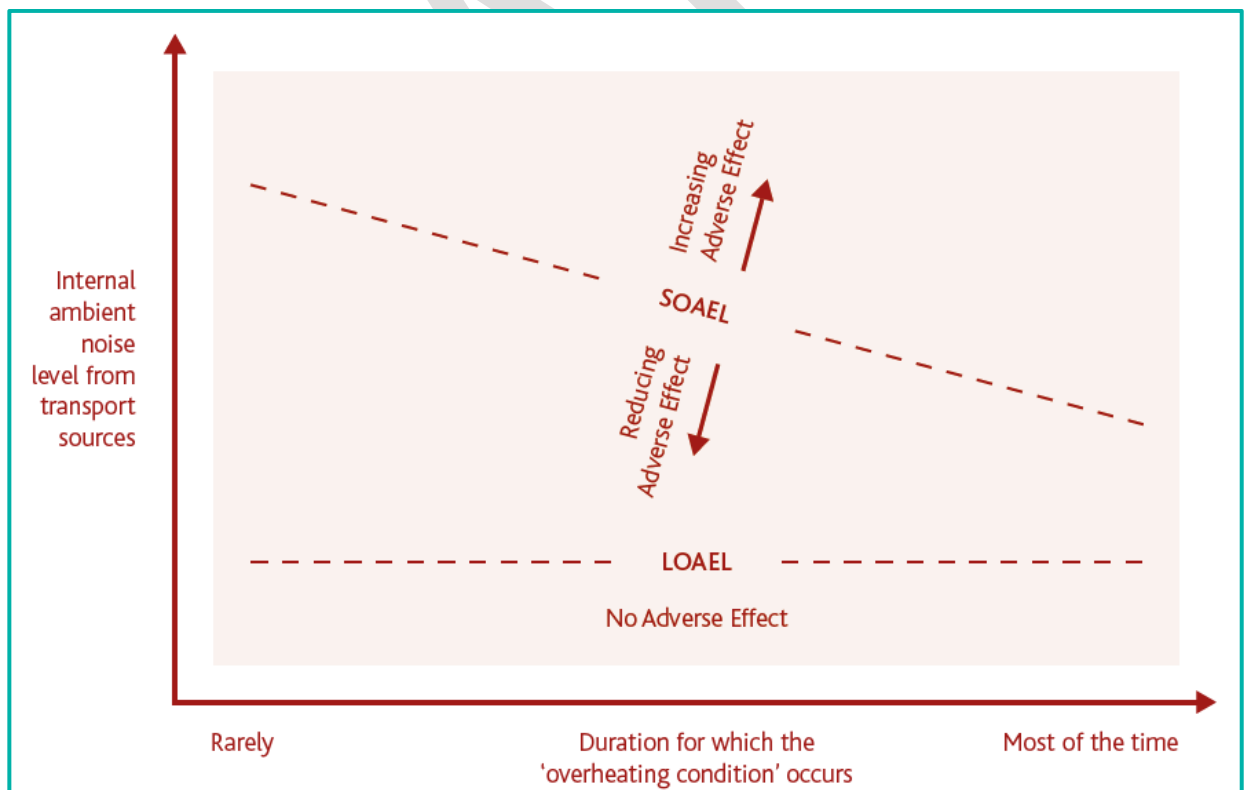 Increasing
Adverse Effect
Internal
ambient
noise
level from
transport
sources
SOAEL
Reducing
Adverse Effect
LOAEL
No Adverse Effect
Rarely
Duration for which the
‘overheating condition’ occurs
Most of the time